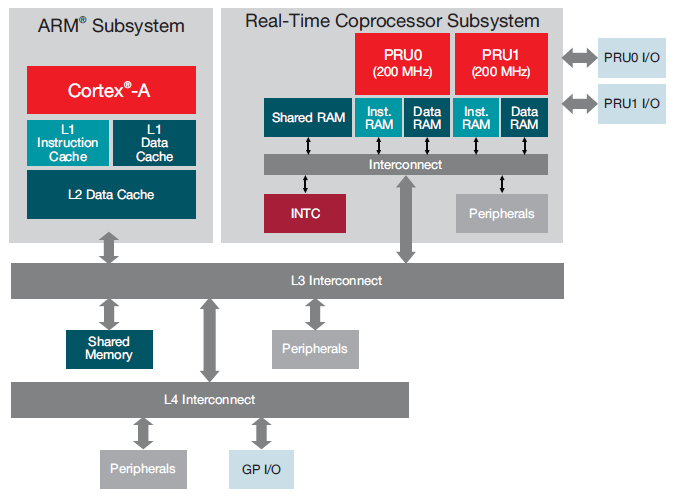 ARM® Subsystem
Real-Time Coprocessor Subsystem
Cortex®-A
L1
Instruction
Cache
L1
Data
Cache
L2 Data Cache
PRU0
(200 MHz)
PRU1
(200 MHz)
PRU0 I/O
PRU1 I/O
Shared RAM
Inst.
RAM
Data
RAM
Inst.
RAM
Data
RAM
Interconnect
INTC
Peripherals
L3 Interconnect
Shared
Memory
Peripherals
L4 Interconnect
Peripherals
GP I/O